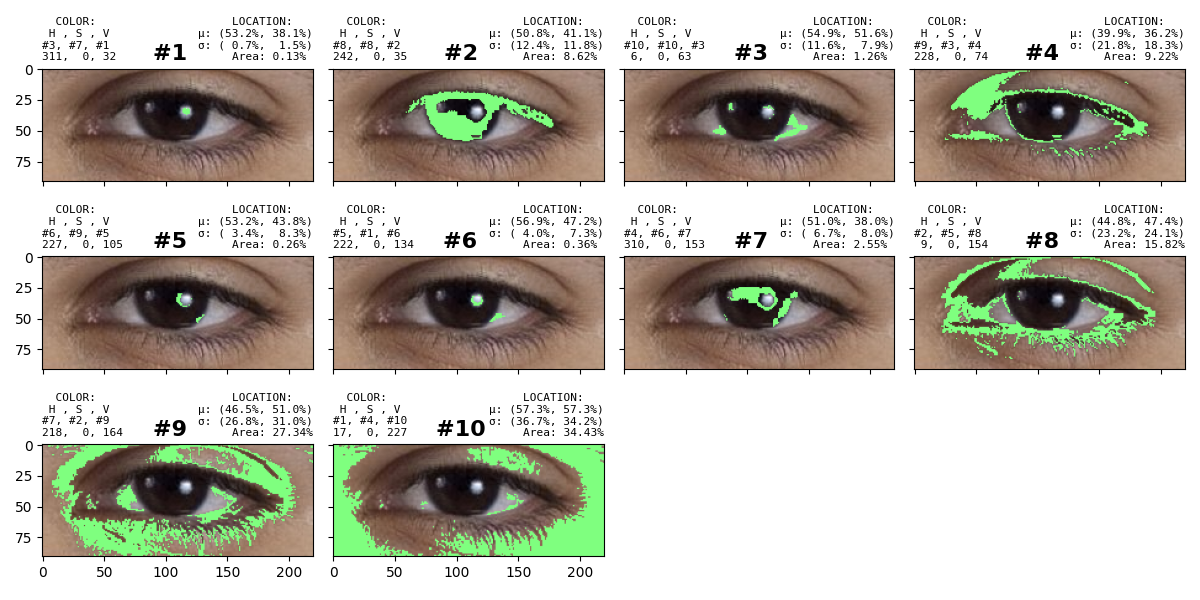 COLOR: LOCATION:
H , S , V μ: (53.2%, 38.1%)
#3, #7, #1 σ: ( 0.7%, 1.5%)
311, 0, 32 #1 Area: 0.13%
COLOR: LOCATION:
H , S , V μ: (50.8%, 41.1%)
#8, #8, #2 σ: (12.4%, 11.8%)
242, 0, 35 #2 Area: 8.62%
COLOR: LOCATION:
H , S , V μ: (54.9%, 51.6%)
#10, #10, #3 σ: (11.6%, 7.9%)
6, 0, 63 #3 Area: 1.26%
COLOR: LOCATION:
H , S , V μ: (39.9%, 36.2%)
#9, #3, #4 σ: (21.8%, 18.3%)
228, 0, 74 #4 Area: 9.22%
0
25
50
75
COLOR: LOCATION:
H , S , V μ: (53.2%, 43.8%)
#6, #9, #5 σ: ( 3.4%, 8.3%)
227, 0, 105 #5 Area: 0.26%
COLOR: LOCATION:
H , S , V μ: (56.9%, 47.2%)
#5, #1, #6 σ: ( 4.0%, 7.3%)
222, 0, 134 #6 Area: 0.36%
COLOR: LOCATION:
H , S , V μ: (51.0%, 38.0%)
#4, #6, #7 σ: ( 6.7%, 8.0%)
310, 0, 153 #7 Area: 2.55%
COLOR: LOCATION:
H , S , V μ: (44.8%, 47.4%)
#2, #5, #8 σ: (23.2%, 24.1%)
9, 0, 154 #8 Area: 15.82%
0
25
50
75
COLOR: LOCATION:
H , S , V μ: (46.5%, 51.0%)
#7, #2, #9 σ: (26.8%, 31.0%)
218, 0, 164 #9 Area: 27.34%
COLOR: LOCATION:
H , S , V μ: (57.3%, 57.3%)
#1, #4, #10 σ: (36.7%, 34.2%)
17, 0, 227 #10 Area: 34.43%
0
25
50
75
0 50 100 150 200
0 50 100 150 200